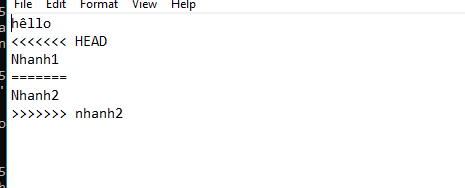 File Edit Format View Help
hêllo
<<<<<<< HEAD
Nhanh1
=======
Nhanh2
>>>>>>> nhanh2